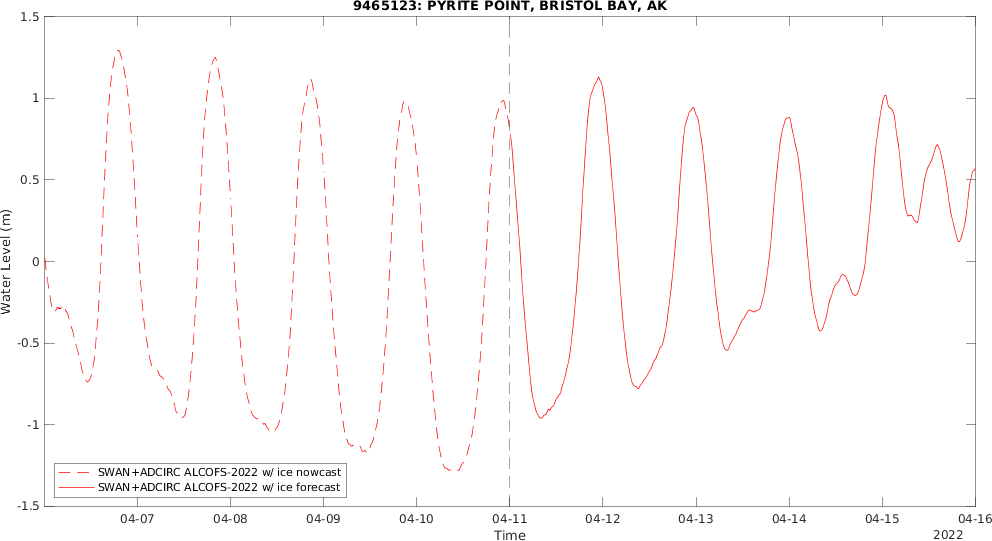 9465123: PYRITE POINT, BRISTOL BAY, AK
1.5
1
0.5
0
-0.5
-1
-1.5
Water Level (m)
SWAN+ADCIRC ALCOFS-2022 w/ ice nowcast
SWAN+ADCIRC ALCOFS-2022 w/ ice forecast
04-07 04-08 04-09 04-10 04-11 04-12 04-13 04-14 04-15 04-16
Time
2022